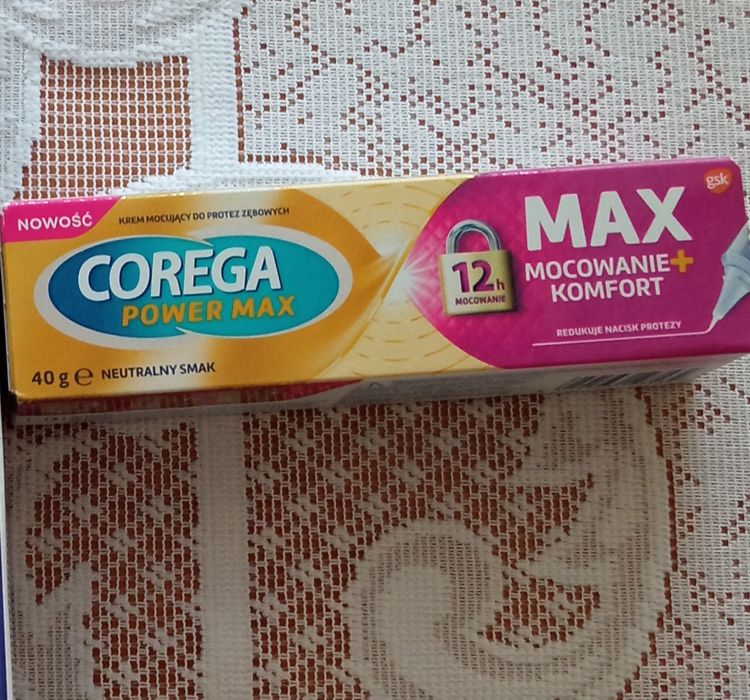 NOWOŚĆ
KREM MOCUJĄCY DO PROTEZ ZĘBOWYCH
COREGA
POWER MAX
40 g e NEUTRALNY SMAK
12h
MOCOWANIE
MAX
MOCOWANIE+
KOMFORT
REDUKUJE NACISK PROTEZY
gsk